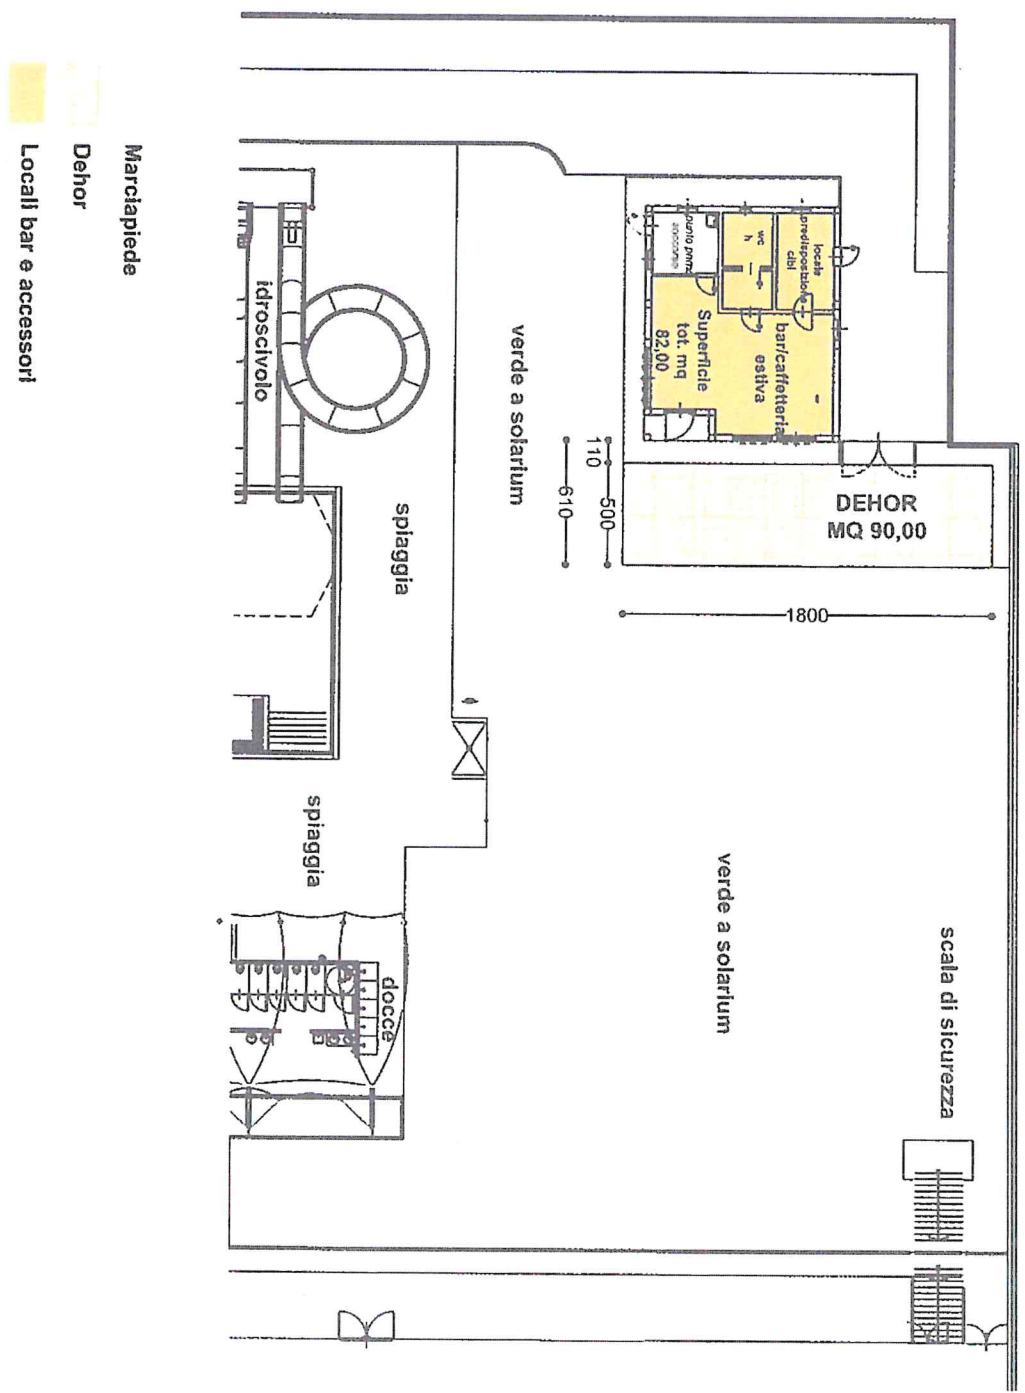 scala di sicurezza
DEHOR
MQ 90,00
locale
predisposizione
cibi
wc
h
punto primo
soccorso
bar/caffetteria
estiva
Superficie
tot. mq
82,00
1800
110
500
610
verde a solarium
verde a solarium
spiaggia
spiaggia
docce
idroscivolo
Marciapiede
Dehor
Locali bar e accessori